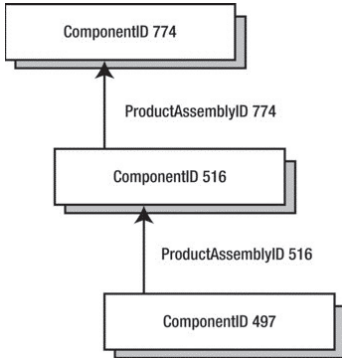 ComponentID 774
ProductAssemblyID 774
ComponentID 516
ProductAssemblyID 516
ComponentID 497